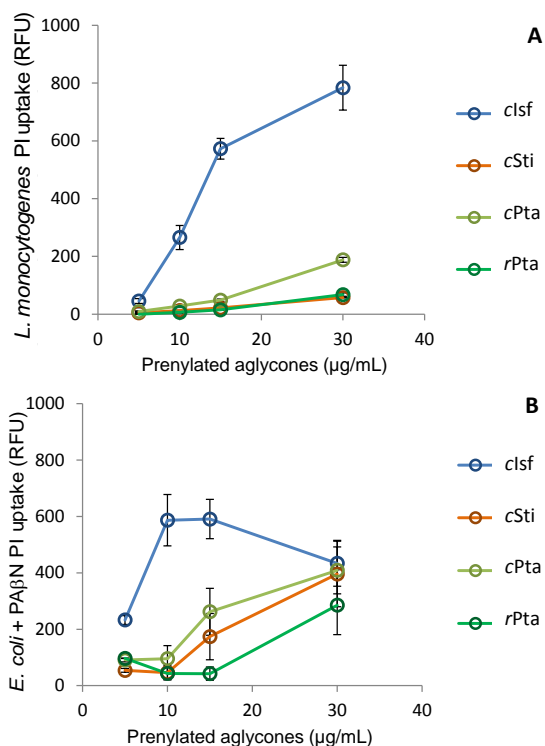 A
L. monocytogenes PI uptake (RFU)
1000
800
600
400
200
0
0
10
20
30
40
Prenylated aglycones (µg/mL)
cIsf
cSti
cPta
rPta
B
E. coli + PAβN PI uptake (RFU)
1000
800
600
400
200
0
0
10
20
30
40
Prenylated aglycones (µg/mL)
cIsf
cSti
cPta
rPta